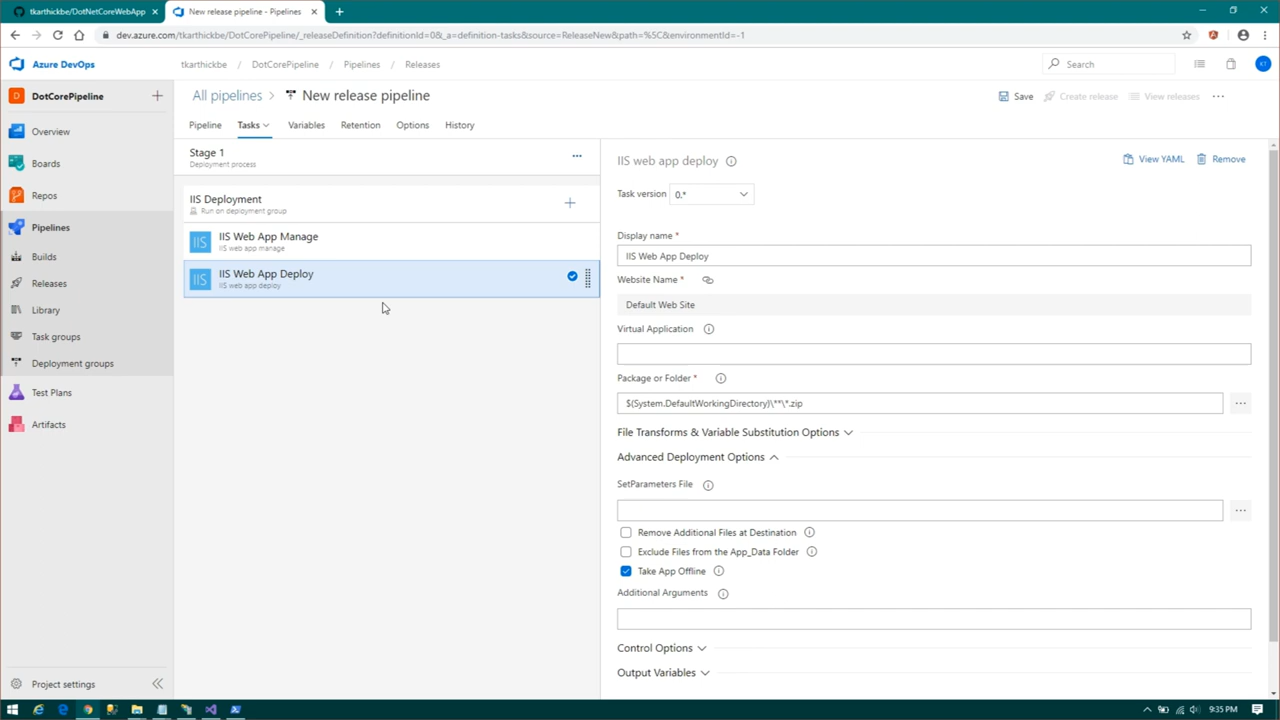 tkarthickbe/DotNetCoreWebApp
New release pipeline - Pipelines
dev.azure.com/tkarthickbe/DotCorePipeline/_releaseDefinition?definitionId=0&_a=definition-tasks&source=ReleaseNew&path=%5C&environmentId=-1
Azure DevOps
tkarthickbe / DotCorePipeline / Pipelines / Releases
Search
KT
D DotCorePipeline
Overview
Boards
Repos
Pipelines
Builds
Releases
Library
Task groups
Deployment groups
Test Plans
Artifacts
Project settings
All pipelines > New release pipeline
Save Create release View releases ...
Pipeline Tasks Variables Retention Options History
Stage 1
Deployment process
IIS Deployment
Run on deployment group
IIS IIS Web App Manage
IIS web app manage
IIS IIS Web App Deploy
IIS web app deploy
IIS web app deploy
View YAML Remove
Task version 0.*
Display name *
IIS Web App Deploy
Website Name *
Default Web Site
Virtual Application
Package or Folder *
$(System.DefaultWorkingDirectory)\**\*.zip
File Transforms & Variable Substitution Options
Advanced Deployment Options
SetParameters File
Remove Additional Files at Destination
Exclude Files from the App_Data Folder
Take App Offline
Additional Arguments
Control Options
Output Variables
9:35 PM